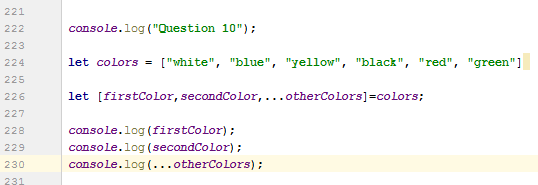 221
222 console.log("Question 10");
223
224 let colors = ["white", "blue", "yellow", "black", "red", "green"]
225
226 let [firstColor,secondColor,...otherColors]=colors;
227
228 console.log(firstColor);
229 console.log(secondColor);
230 console.log(...otherColors);
231